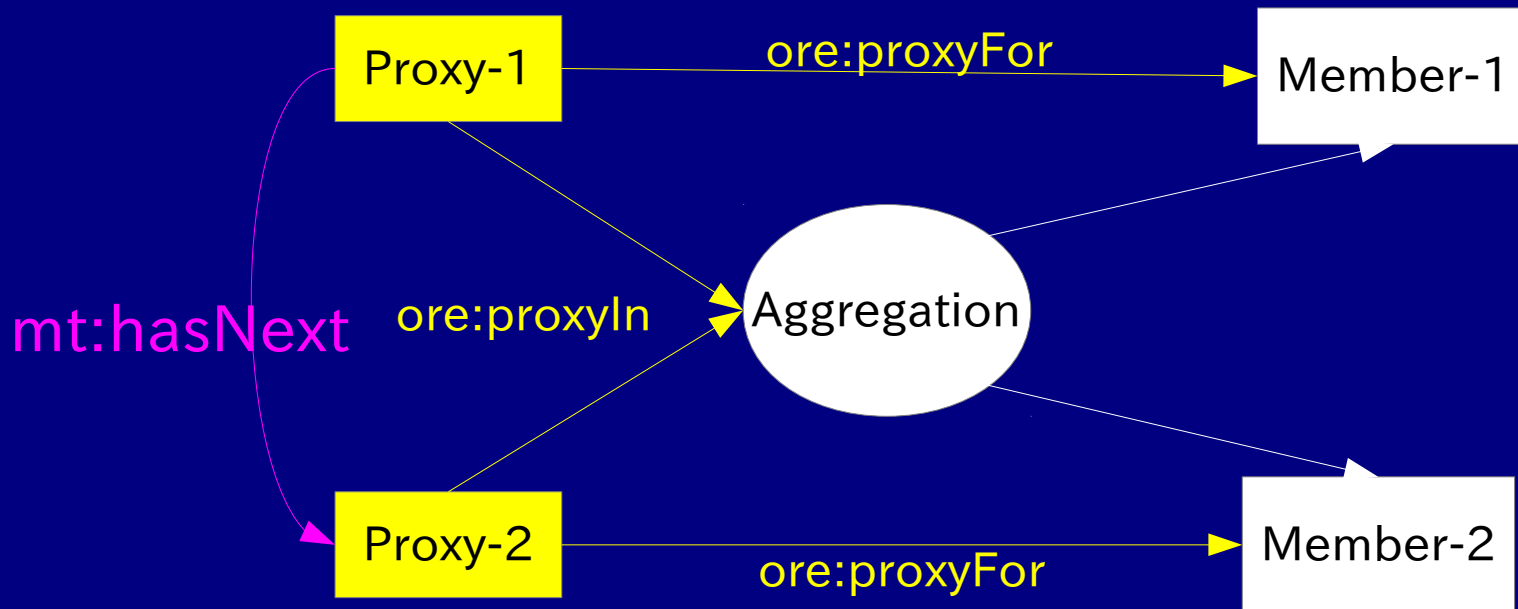 Proxy-1
ore:proxyFor
Member-1
mt:hasNext
ore:proxyIn
Aggregation
Proxy-2
ore:proxyFor
Member-2